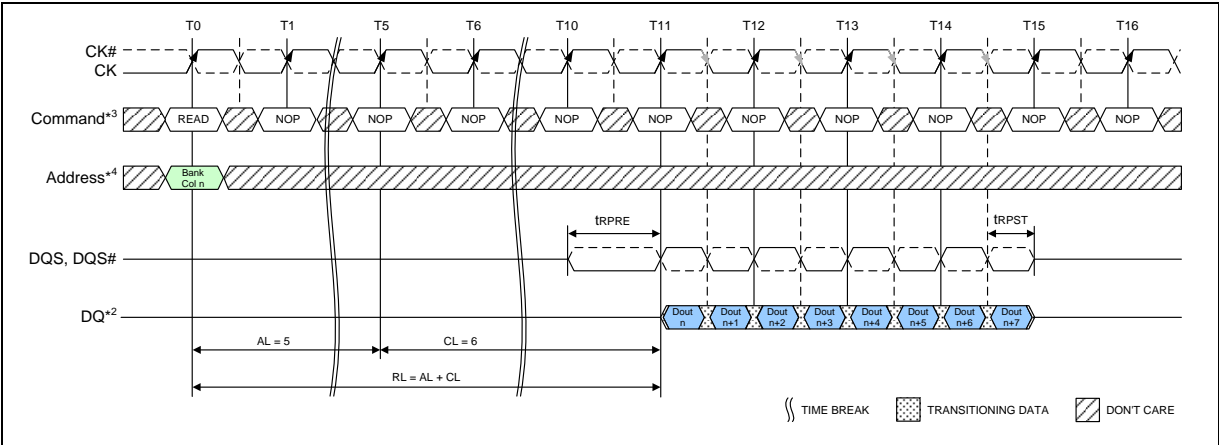 T0 T1 T5 T6 T10 T11 T12 T13 T14 T15 T16
CK#
CK
Command*3 READ NOP NOP NOP NOP NOP NOP NOP NOP NOP NOP
Address*4 Bank
Col n
tRPRE tRPST
DQS, DQS#
DQ*2 Dout
n Dout
n+1 Dout
n+2 Dout
n+3 Dout
n+4 Dout
n+5 Dout
n+6 Dout
n+7
AL = 5 CL = 6
RL = AL + CL
TIME BREAK TRANSITIONING DATA DON'T CARE